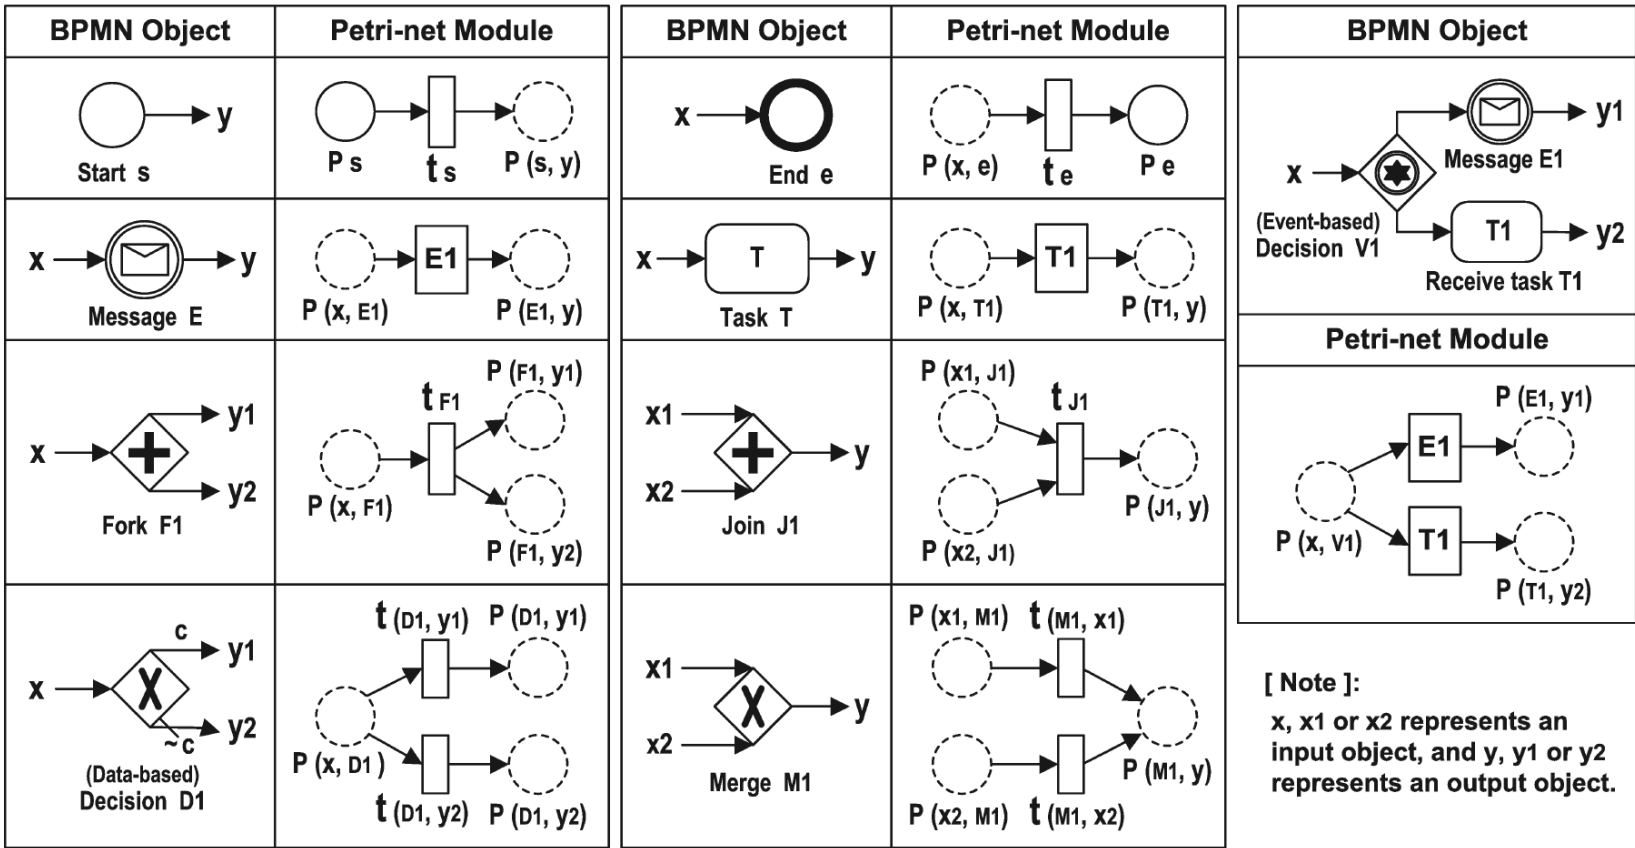 BPMN Object
Petri-net Module
y
Start s
P s
t s
P (s, y)
x
y
Message E
E1
P (x, E1)
P (E1, y)
x
y1
y2
Fork F1
t F1
P (F1, y1)
P (x, F1)
P (F1, y2)
x
c
y1
~ c
y2
(Data-based)
Decision D1
t (D1, y1)
P (D1, y1)
P (x, D1 )
t (D1, y2)
P (D1, y2)
BPMN Object
Petri-net Module
x
End e
P (x, e)
t e
P e
x
T
y
Task T
T1
P (x, T1)
P (T1, y)
x1
x2
y
Join J1
P (x1, J1)
t J1
P (J1, y)
P (x2, J1)
x1
x2
y
Merge M1
P (x1, M1)
t (M1, x1)
P (M1, y)
P (x2, M1)
t (M1, x2)
BPMN Object
x
y1
Message E1
(Event-based)
Decision V1
T1
y2
Receive task T1
Petri-net Module
P (E1, y1)
E1
P (x, V1)
T1
P (T1, y2)
[ Note ]:
x, x1 or x2 represents an
input object, and y, y1 or y2
represents an output object.